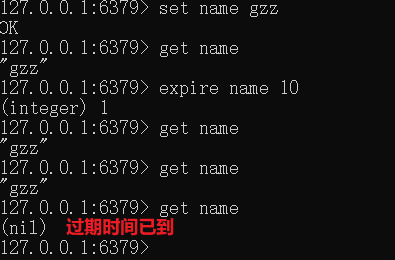 127.0.0.1:6379> set name gzz
OK
127.0.0.1:6379> get name
"gzz"
127.0.0.1:6379> expire name 10
(integer) 1
127.0.0.1:6379> get name
"gzz"
127.0.0.1:6379> get name
"gzz"
127.0.0.1:6379> get name
(nil) 过期时间已到
127.0.0.1:6379>